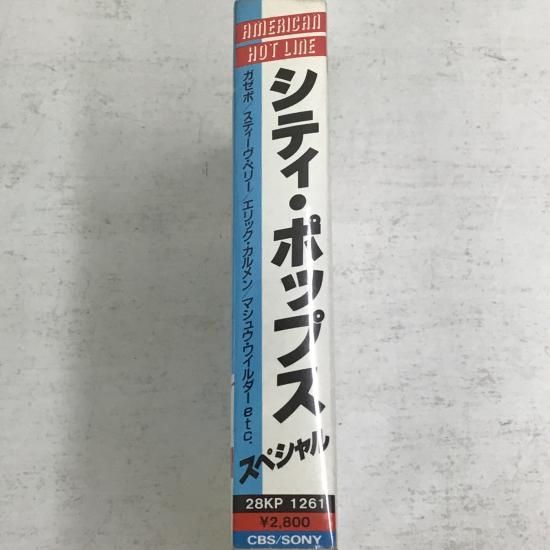 AMERICAN
HOT LINE
シティ・ポップス
スペシャル
ガゼボ/スティーヴ・ペリー/エリック・カルメン/マシュウ・ワイルダー etc.
28KP 1261
¥2,800
CBS/SONY